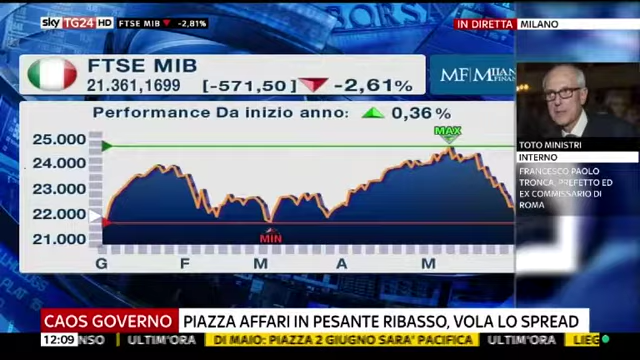 sky TG24 HD
FTSE MIB -2,81%
IN DIRETTA
MILANO
FTSE MIB
21.361,1699 [-571,50] -2,61%
MF MILANO
FINANZA
Performance Da inizio anno: 0,36%
25.000
24.000
23.000
22.000
21.000
MAX
MIN
G F M A M
TOTO MINISTRI
INTERNO
FRANCESCO PAOLO
TRONCA, PREFETTO ED
EX COMMISSARIO DI
ROMA
CAOS GOVERNO
PIAZZA AFFARI IN PESANTE RIBASSO, VOLA LO SPREAD
12:09 NSO ULTIM'ORA DI MAIO: PIAZZA 2 GIUGNO SARA' PACIFICA ULTIM'ORA LIEG